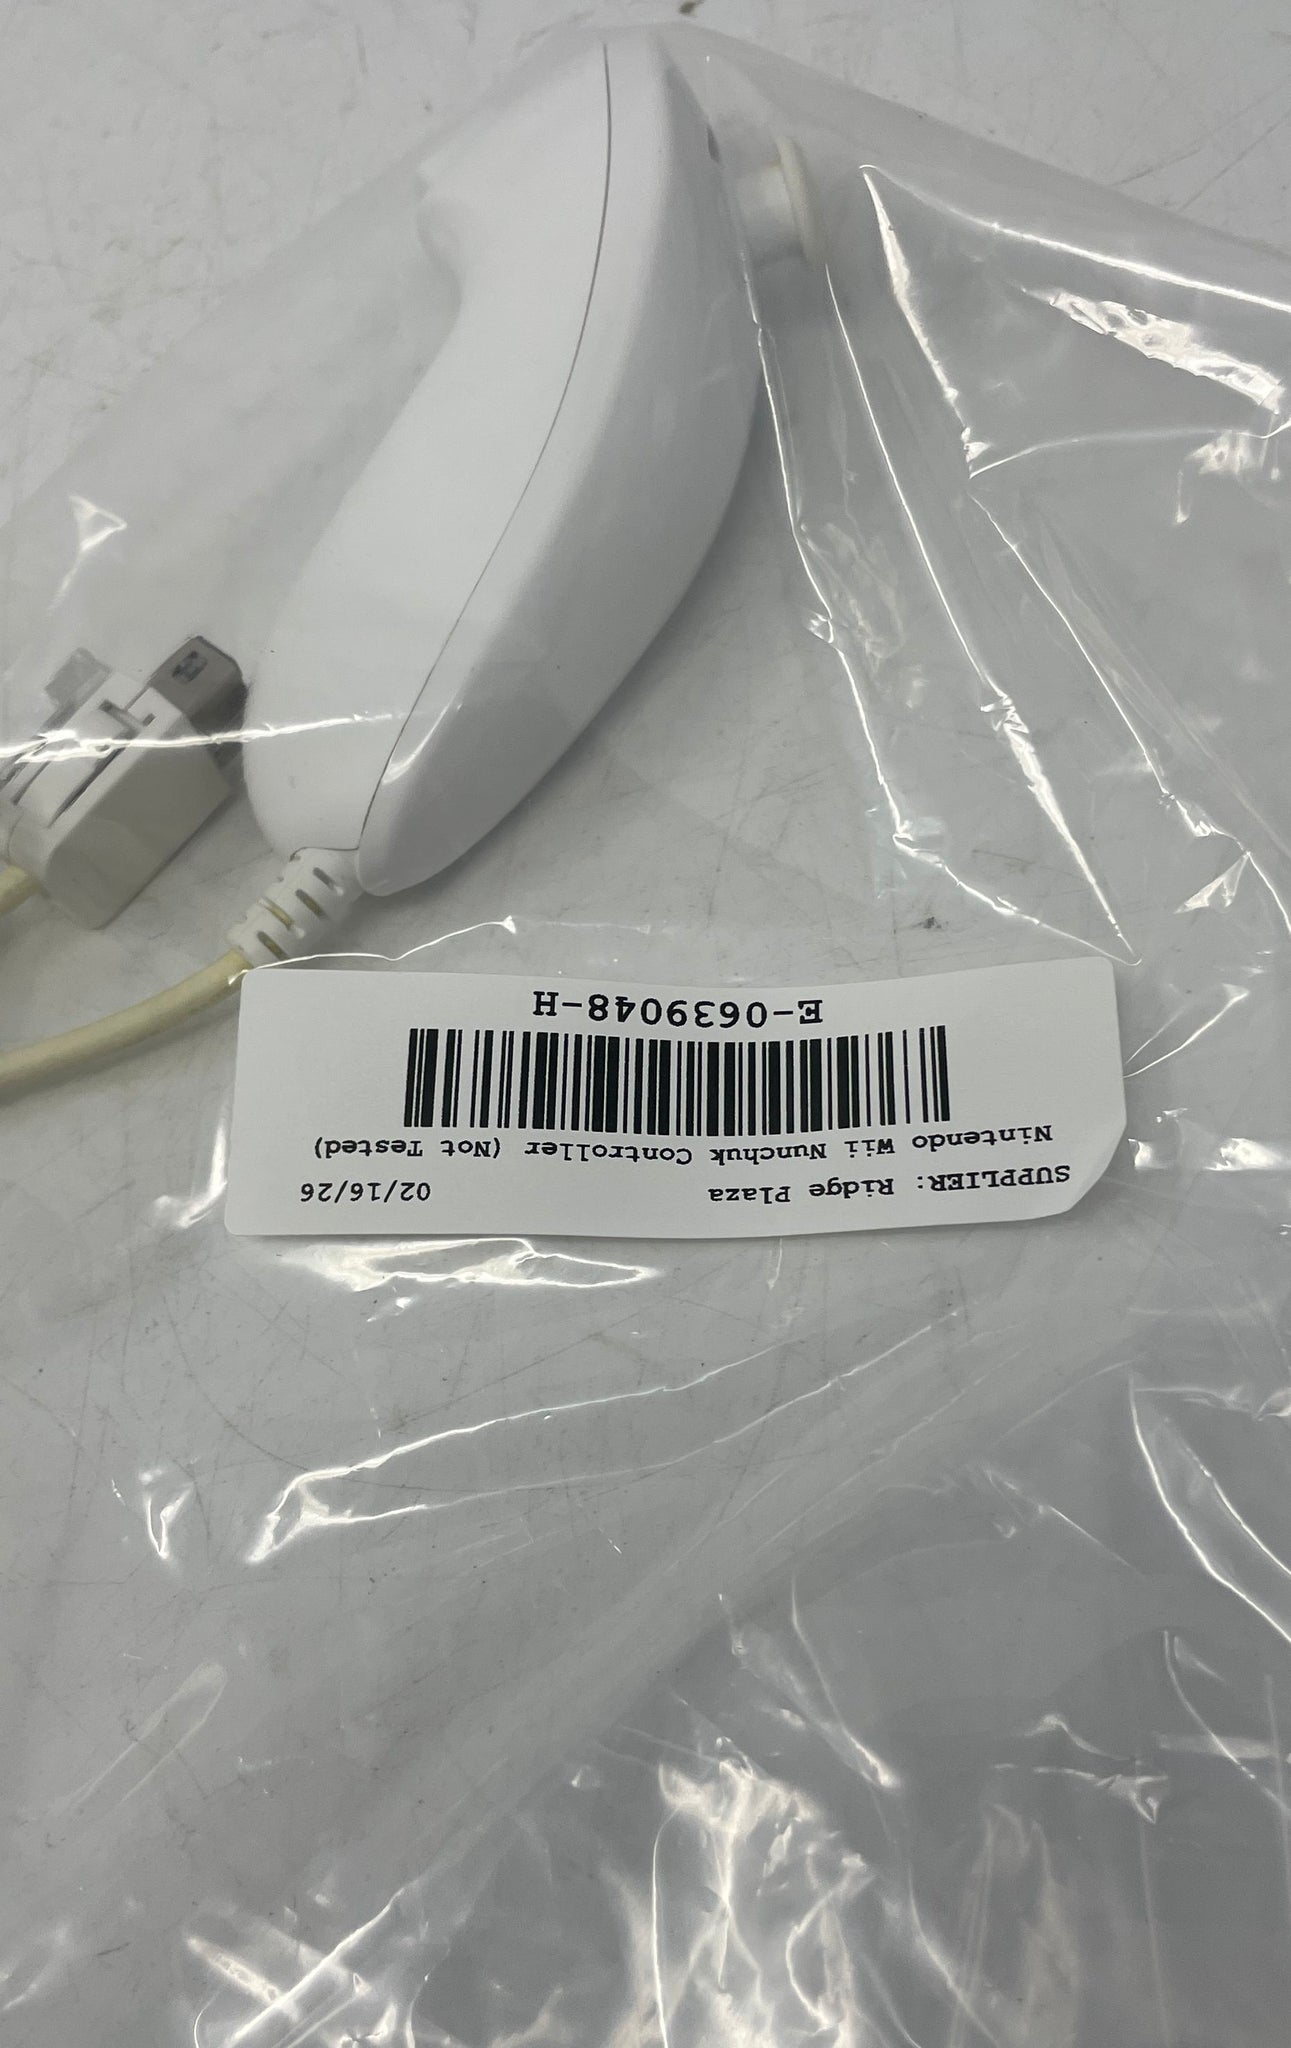 SUPPLIER: Ridge Plaza 02/16/26
Nintendo Wii Nunchuk Controller (Not Tested)
E-0639048-H